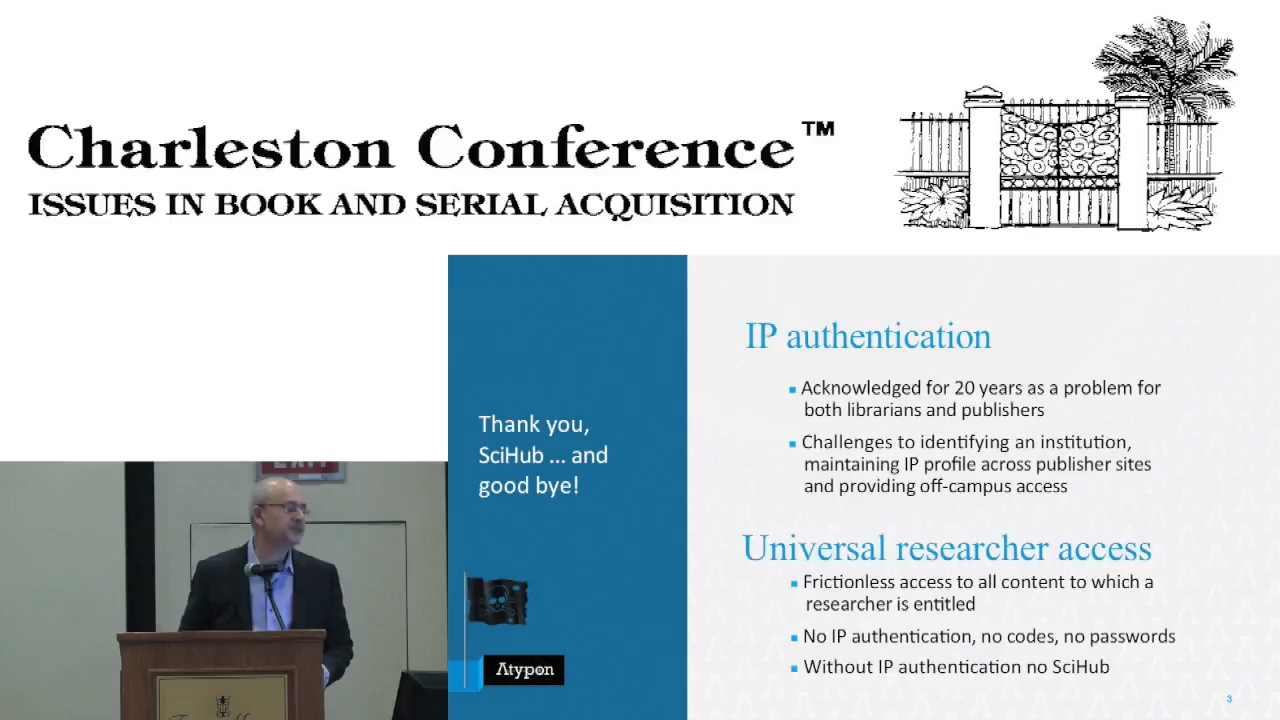 Charleston Conference™
ISSUES IN BOOK AND SERIAL ACQUISITION
EXIT
Thank you,
SciHub ... and
good bye!
Atypon
IP authentication
Acknowledged for 20 years as a problem for
both librarians and publishers
Challenges to identifying an institution,
maintaining IP profile across publisher sites
and providing off-campus access
Universal researcher access
Frictionless access to all content to which a
researcher is entitled
No IP authentication, no codes, no passwords
Without IP authentication no SciHub
3